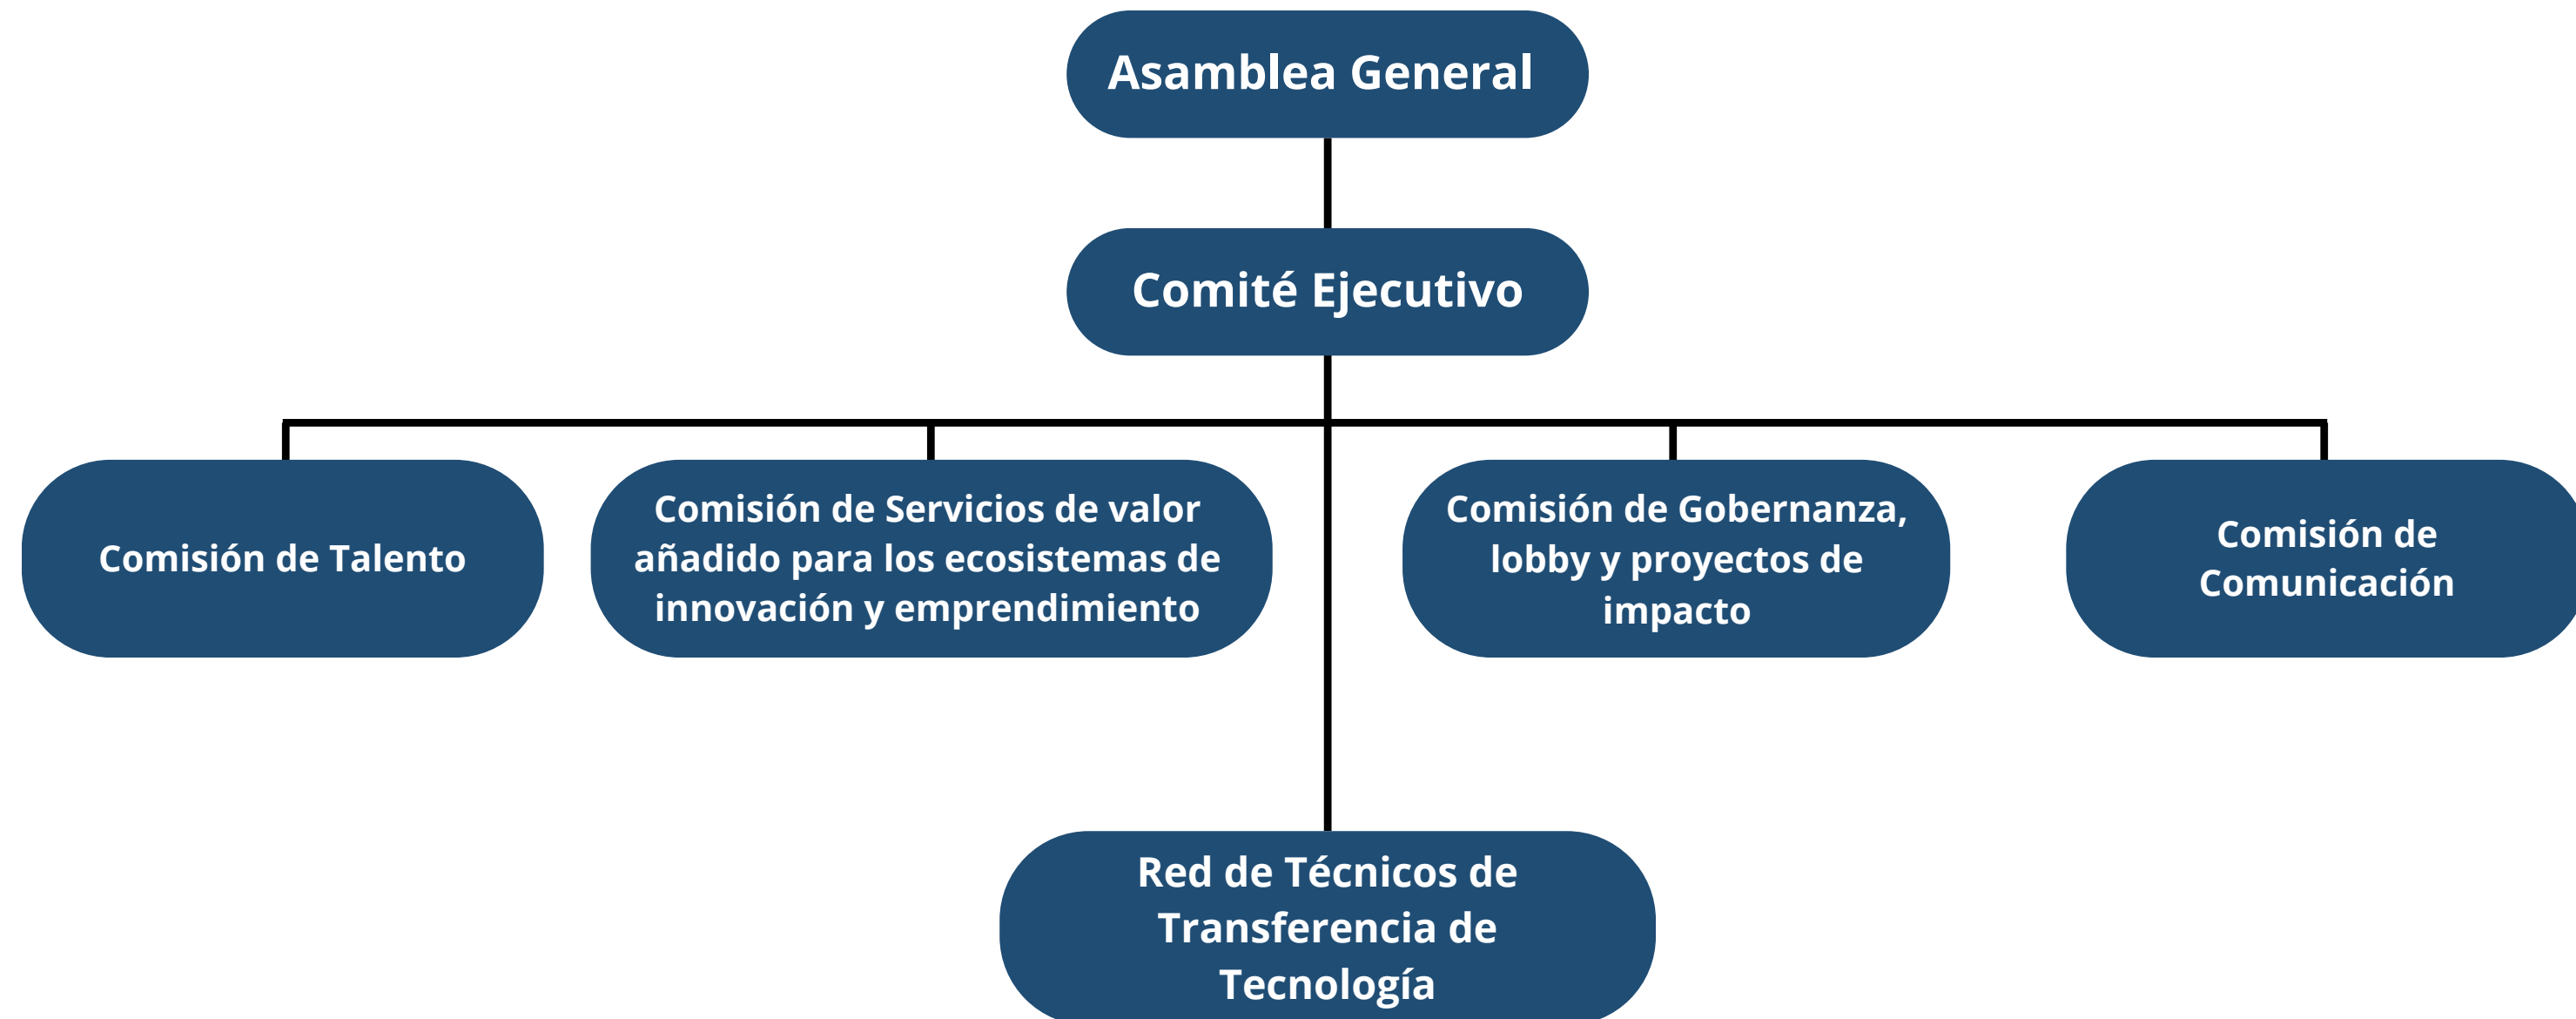 Asamblea General
Comité Ejecutivo
Comisión de Talento
Comisión de Servicios de valor
añadido para los ecosistemas de
innovación y emprendimiento
Comisión de Gobernanza,
lobby y proyectos de
impacto
Comisión de
Comunicación
Red de Técnicos de
Transferencia de
Tecnología